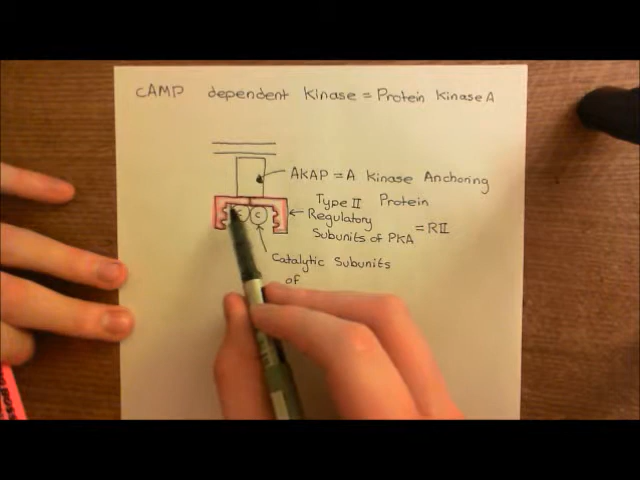 cAMP dependent Kinase = Protein Kinase A
AKAP = A Kinase Anchoring
Protein
Type II
Regulatory
Subunits of PKA = RII
C
Catalytic Subunits
of